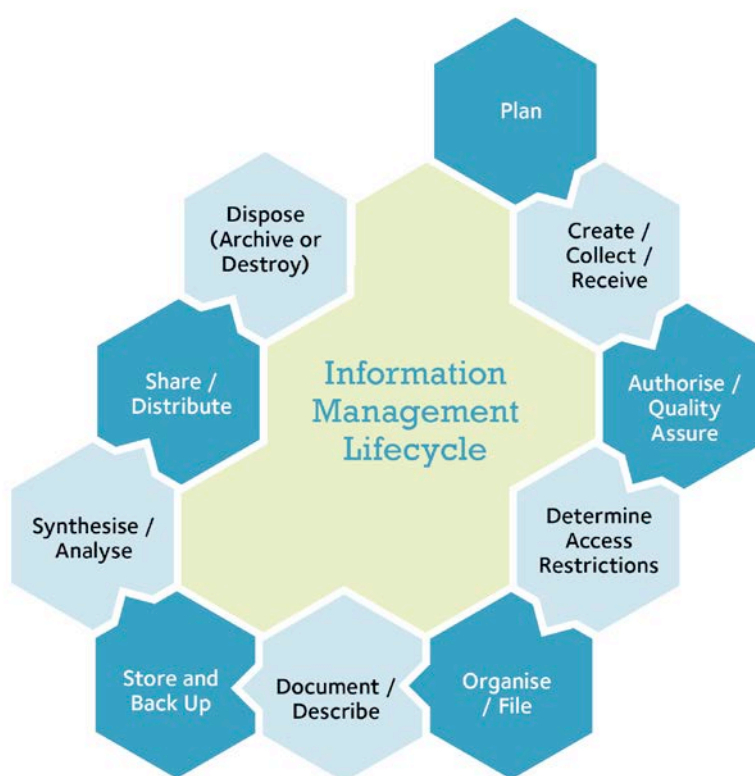 Plan
Create /
Collect /
Receive
Authorise /
Quality
Assure
Determine
Access
Restrictions
Organise
/ File
Document /
Describe
Store and
Back Up
Synthesise /
Analyse
Share /
Distribute
Dispose
(Archive or
Destroy)
Information
Management
Lifecycle